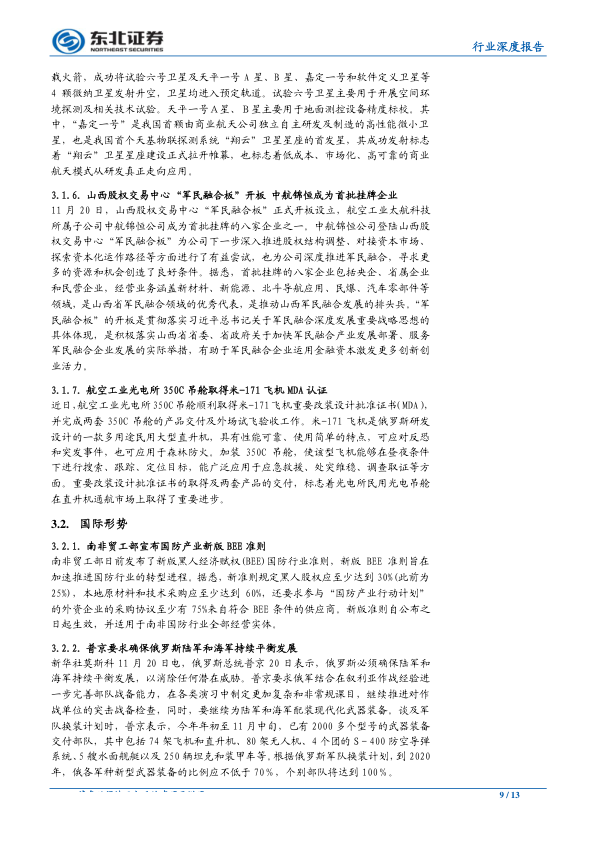 东北证券
NORTHEAST SECURITIES
行业深度报告
载火箭，成功将试验六号卫星及天平一号 A 星、B 星、嘉定一号和软件定义卫星等
4 颗微纳卫星发射升空，卫星均进入预定轨道。试验六号卫星主要用于开展空间环
境探测及相关技术试验。天平一号 A 星、 B 星主要用于地面测控设备精度标校。其
中，“嘉定一号”是我国首颗由商业航天公司独立自主研发及制造的高性能微小卫
星，也是我国首个天基物联探测系统“翔云”卫星星座的首发星，其成功发射标志
着“翔云”卫星星座建设正式拉开帷幕，也标志着低成本、市场化、高可靠的商业
航天模式从研发真正走向应用。
3.1.6. 山西股权交易中心“军民融合板”开板 中航锦恒成为首批挂牌企业
11 月 20 日，山西股权交易中心“军民融合板”正式开板设立，航空工业太航科技
所属子公司中航锦恒公司成为首批挂牌的八家企业之一。中航锦恒公司登陆山西股
权交易中心“军民融合板”为公司下一步深入推进股权结构调整、对接资本市场、
探索资本化运作路径等方面进行了有益尝试，也为公司深度推进军民融合，寻求更
多的资源和机会创造了良好条件。据悉，首批挂牌的八家企业包括央企、省属企业
和民营企业，经营业务涵盖新材料、新能源、北斗导航应用、民爆、汽车零部件等
领域，是山西省军民融合领域的优秀代表，是推动山西军民融合发展的排头兵。“军
民融合板”的开板是贯彻落实习近平总书记关于军民融合深度发展重要战略思想的
具体体现，是积极落实山西省省委、省政府关于加快军民融合产业发展部署、服务
军民融合企业发展的实际举措，有助于军民融合企业运用金融资本激发更多创新创
业活力。
3.1.7. 航空工业光电所 350C 吊舱取得米-171 飞机 MDA 认证
近日，航空工业光电所 350C 吊舱顺利取得米-171 飞机重要改装设计批准证书(MDA)，
并完成两套 350C 吊舱的产品交付及外场试飞验收工作。米-171 飞机是俄罗斯研发
设计的一款多用途民用大型直升机，具有性能可靠、使用简单的特点，可应对反恐
和突发事件，也可应用于森林防火。加装 350C 吊舱，使该型飞机能够在昼夜条件
下进行搜索、跟踪、定位目标，能广泛应用于应急救援、处突维稳、调查取证等方
面。重要改装设计批准证书的取得及两套产品的交付，标志着光电所民用光电吊舱
在直升机通航市场上取得了重要进步。
3.2. 国际形势
3.2.1. 南非贸工部宣布国防产业新版 BEE 准则
南非贸工部日前发布了新版黑人经济赋权(BEE)国防行业准则，新版 BEE 准则旨在
加速推进国防行业的转型进程。据悉，新准则规定黑人股权应至少达到 30%(此前为
25%)，本地原材料和技术采购应至少达到 60%，还要求参与“国防产业行动计划”
的外资企业的采购协议至少有 75%来自符合 BEE 条件的供应商。新版准则自公布之
日起生效，并适用于南非国防行业全部经营实体。
3.2.2. 普京要求确保俄罗斯陆军和海军持续平衡发展
新华社莫斯科 11 月 20 日电，俄罗斯总统普京 20 日表示，俄罗斯必须确保陆军和
海军持续平衡发展，以消除任何潜在威胁。普京要求俄军结合在叙利亚作战经验进
一步完善部队战备能力，在各类演习中制定更加复杂和非常规课目，继续推进对作
战单位的突击战备检查，同时，要继续为陆军和海军配装现代化武器装备。谈及军
队换装计划时，普京表示，今年年初至 11 月中旬，已有 2000 多个型号的武器装备
交付部队，其中包括 74 架飞机和直升机、80 架无人机、4 个团的 S－400 防空导弹
系统、5 艘水面舰艇以及 250 辆坦克和装甲车等。根据俄罗斯军队换装计划，到 2020
年，俄各军种新型武器装备的比例应不低于 70％，个别部队将达到 100％。
9 / 13